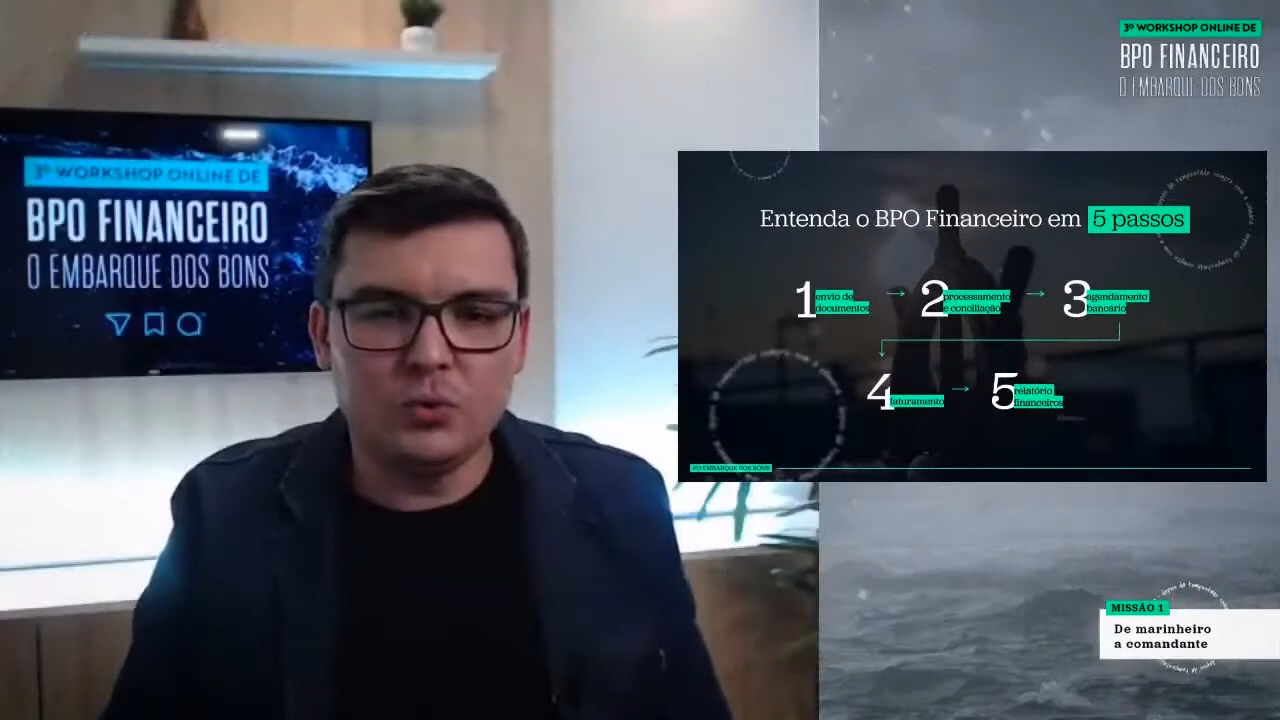 3º WORKSHOP ONLINE DE
BPO FINANCEIRO
O EMBARQUE DOS BONS
3º WORKSHOP ONLINE DE
BPO FINANCEIRO
O EMBARQUE DOS BONS
Entenda o BPO Financeiro em 5 passos
1 envio de
documentos
2 processamento
e conciliação
3 agendamento
bancário
4 faturamento
5 relatório
financeiros
#O EMBARQUE DOS BONS
MISSÃO 1
De marinheiro
a comandante